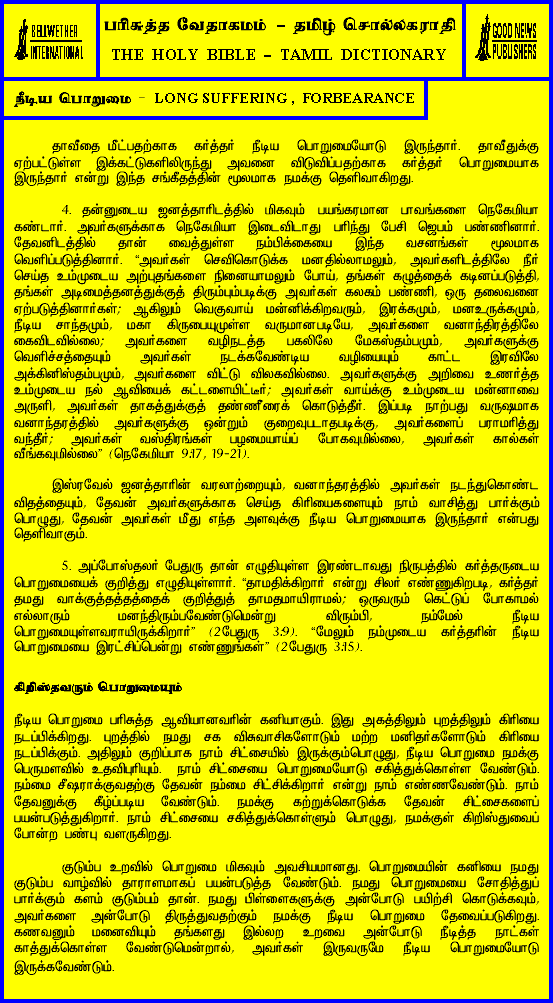 BELLWETHER
INTERNATIONAL
பரிசுத்த வேதாகமம் – தமிழ் சொல்லகராதி
THE HOLY BIBLE – TAMIL DICTIONARY
GOOD NEWS
PUBLISHERS
நீடிய பொறுமை – LONG SUFFERING , FORBEARANCE
தாவீதை மீட்பதற்காக கர்த்தர் நீடிய பொறுமையோடு இருந்தார். தாவீதுக்கு
ஏற்பட்டுள்ள இக்கட்டுகளிலிருந்து அவனை விடுவிப்பதற்காக கர்த்தர் பொறுமையாக
இருந்தார் என்று இந்த சங்கீதத்தின் மூலமாக நமக்கு தெளிவாகிறது.
4. தன்னுடைய ஜனத்தாரிடத்தில் மிகவும் பயங்கரமான பாவங்களை நெகேமியா
கண்டார். அவர்களுக்காக நெகேமியா இடைவிடாது பரிந்து பேசி ஜெபம் பண்ணினார்.
தேவனிடத்தில் தான் வைத்துள்ள நம்பிக்கையை இந்த வசனங்கள் மூலமாக
வெளிப்படுத்தினார். “அவர்கள் செவிகொடுக்க மனதில்லாமலும், அவர்களிடத்திலே நீர்
செய்த உம்முடைய அற்புதங்களை நினையாமலும் போய், தங்கள் கழுத்தைக் கடினப்படுத்தி,
தங்கள் அடிமைத்தனத்துக்குத் திரும்பும்படிக்கு அவர்கள் கலகம் பண்ணி, ஒரு தலைவனை
ஏற்படுத்தினார்கள்; ஆகிலும் வெகுவாய் மன்னிக்கிறவரும், இரக்கமும், மனஉருக்கமும்,
நீடிய சாந்தமும், மகா கிருபையுமுள்ள வருமானபடியே, அவர்களை வனாந்திரத்திலே
கைவிடவில்லை; அவர்களை வழிநடத்த பகலிலே மேகஸ்தம்பமும், அவர்களுக்கு
வெளிச்சத்தையும் அவர்கள் நடக்கவேண்டிய வழியையும் காட்ட இரவிலே
அக்கினிஸ்தம்பமும், அவர்களை விட்டு விலகவில்லை. அவர்களுக்கு அறிவை உணர்த்த
உம்முடைய நல் ஆவியைக் கட்டளையிட்டீர்; அவர்கள் வாய்க்கு உம்முடைய மன்னாவை
அருளி, அவர்கள் தாகத்துக்குத் தண்ணீரைக் கொடுத்தீர். இப்படி நாற்பது வருஷமாக
வனாந்தரத்தில் அவர்களுக்கு ஒன்றும் குறைவுபடாதபடிக்கு, அவர்களைப் பராமரித்து
வந்தீர்; அவர்கள் வஸ்திரங்கள் பழமையாய்ப் போகவுமில்லை, அவர்கள் கால்கள்
வீங்கவுமில்லை” (நெகேமியா 9:17, 19-21).
இஸ்ரவேல் ஜனத்தாரின் வரலாற்றையும், வனாந்தரத்தில் அவர்கள் நடந்துகொண்ட
விதத்தையும், தேவன் அவர்களுக்காக செய்த கிரியைகளையும் நாம் வாசித்து பார்க்கும்
பொழுது, தேவன் அவர்கள் மீது எந்த அளவுக்கு நீடிய பொறுமையாக இருந்தார் என்பது
தெளிவாகும்.
5. அப்போஸ்தலர் பேதுரு தான் எழுதியுள்ள இரண்டாவது நிருபத்தில் கர்த்தருடைய
பொறுமையைக் குறித்து எழுதியுள்ளார். “தாமதிக்கிறார் என்று சிலர் எண்ணுகிறபடி, கர்த்தர்
தமது வாக்குத்தத்தத்தைக் குறித்துத் தாமதமாயிராமல்; ஒருவரும் கெட்டுப் போகாமல்
எல்லாரும் மனந்திரும்பவேண்டுமென்று விரும்பி, நம்மேல் நீடிய
பொறுமையுள்ளவராயிருக்கிறார்” (2பேதுரு 3:9). “மேலும் நம்முடைய கர்த்தரின் நீடிய
பொறுமையை இரட்சிப்பென்று எண்ணுங்கள்” (2பேதுரு 3:15).
கிறிஸ்தவரும் பொறுமையும்
நீடிய பொறுமை பரிசுத்த ஆவியானவரின் கனியாகும். இது அகத்திலும் புறத்திலும் கிரியை
நடப்பிக்கிறது. புறத்தில் நமது சக விசுவாசிகளோடும் மற்ற மனிதர்களோடும் கிரியை
நடப்பிக்கும். அதிலும் குறிப்பாக நாம் சிட்சையில் இருக்கும்பொழுது, நீடிய பொறுமை நமக்கு
பெருமளவில் உதவிபுரியும். நாம் சிட்சையை பொறுமையோடு சகித்துக்கொள்ள வேண்டும்.
நம்மை சீஷராக்குவதற்கு தேவன் நம்மை சிட்சிக்கிறார் என்று நாம் எண்ணவேண்டும். நாம்
தேவனுக்கு கீழ்ப்படிய வேண்டும். நமக்கு கற்றுக்கொடுக்க தேவன் சிட்சைகளைப்
பயன்படுத்துகிறார். நாம் சிட்சையை சகித்துக்கொள்ளும் பொழுது, நமக்குள் கிறிஸ்துவைப்
போன்ற பண்பு வளருகிறது.
குடும்ப உறவில் பொறுமை மிகவும் அவசியமானது. பொறுமையின் கனியை நமது
குடும்ப வாழ்வில் தாராளமாகப் பயன்படுத்த வேண்டும். நமது பொறுமையை சோதித்துப்
பார்க்கும் களம் குடும்பம் தான். நமது பிள்ளைகளுக்கு அன்போடு பயிற்சி கொடுக்கவும்,
அவர்களை அன்போடு திருத்துவதற்கும் நமக்கு நீடிய பொறுமை தேவைப்படுகிறது.
கணவனும் மனைவியும் தங்களது இல்லற உறவை அன்போடு நீடித்த நாட்கள்
காத்துக்கொள்ள வேண்டுமென்றால், அவர்கள் இருவருமே நீடிய பொறுமையோடு
இருக்கவேண்டும்.